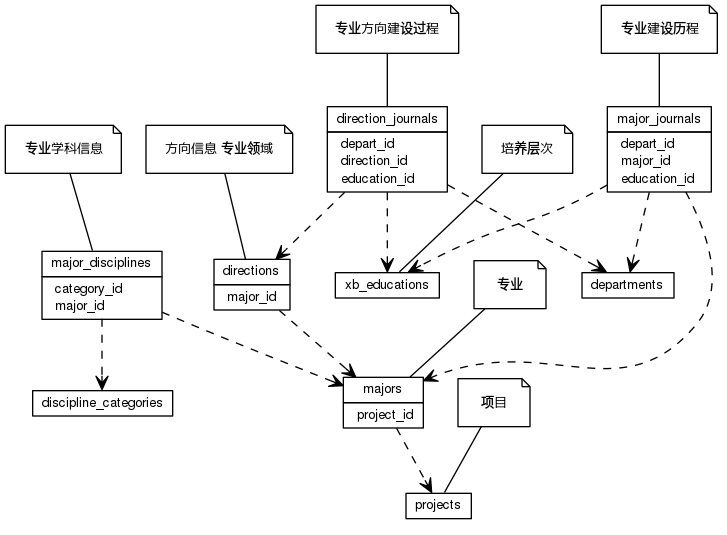 专业方向建设过程
专业建设历程
direction_journals
depart_id
direction_id
education_id
major_journals
depart_id
major_id
education_id
专业学科信息
方向信息 专业领域
培养层次
major_disciplines
category_id
major_id
directions
major_id
xb_educations
departments
专业
discipline_categories
majors
project_id
项目
projects